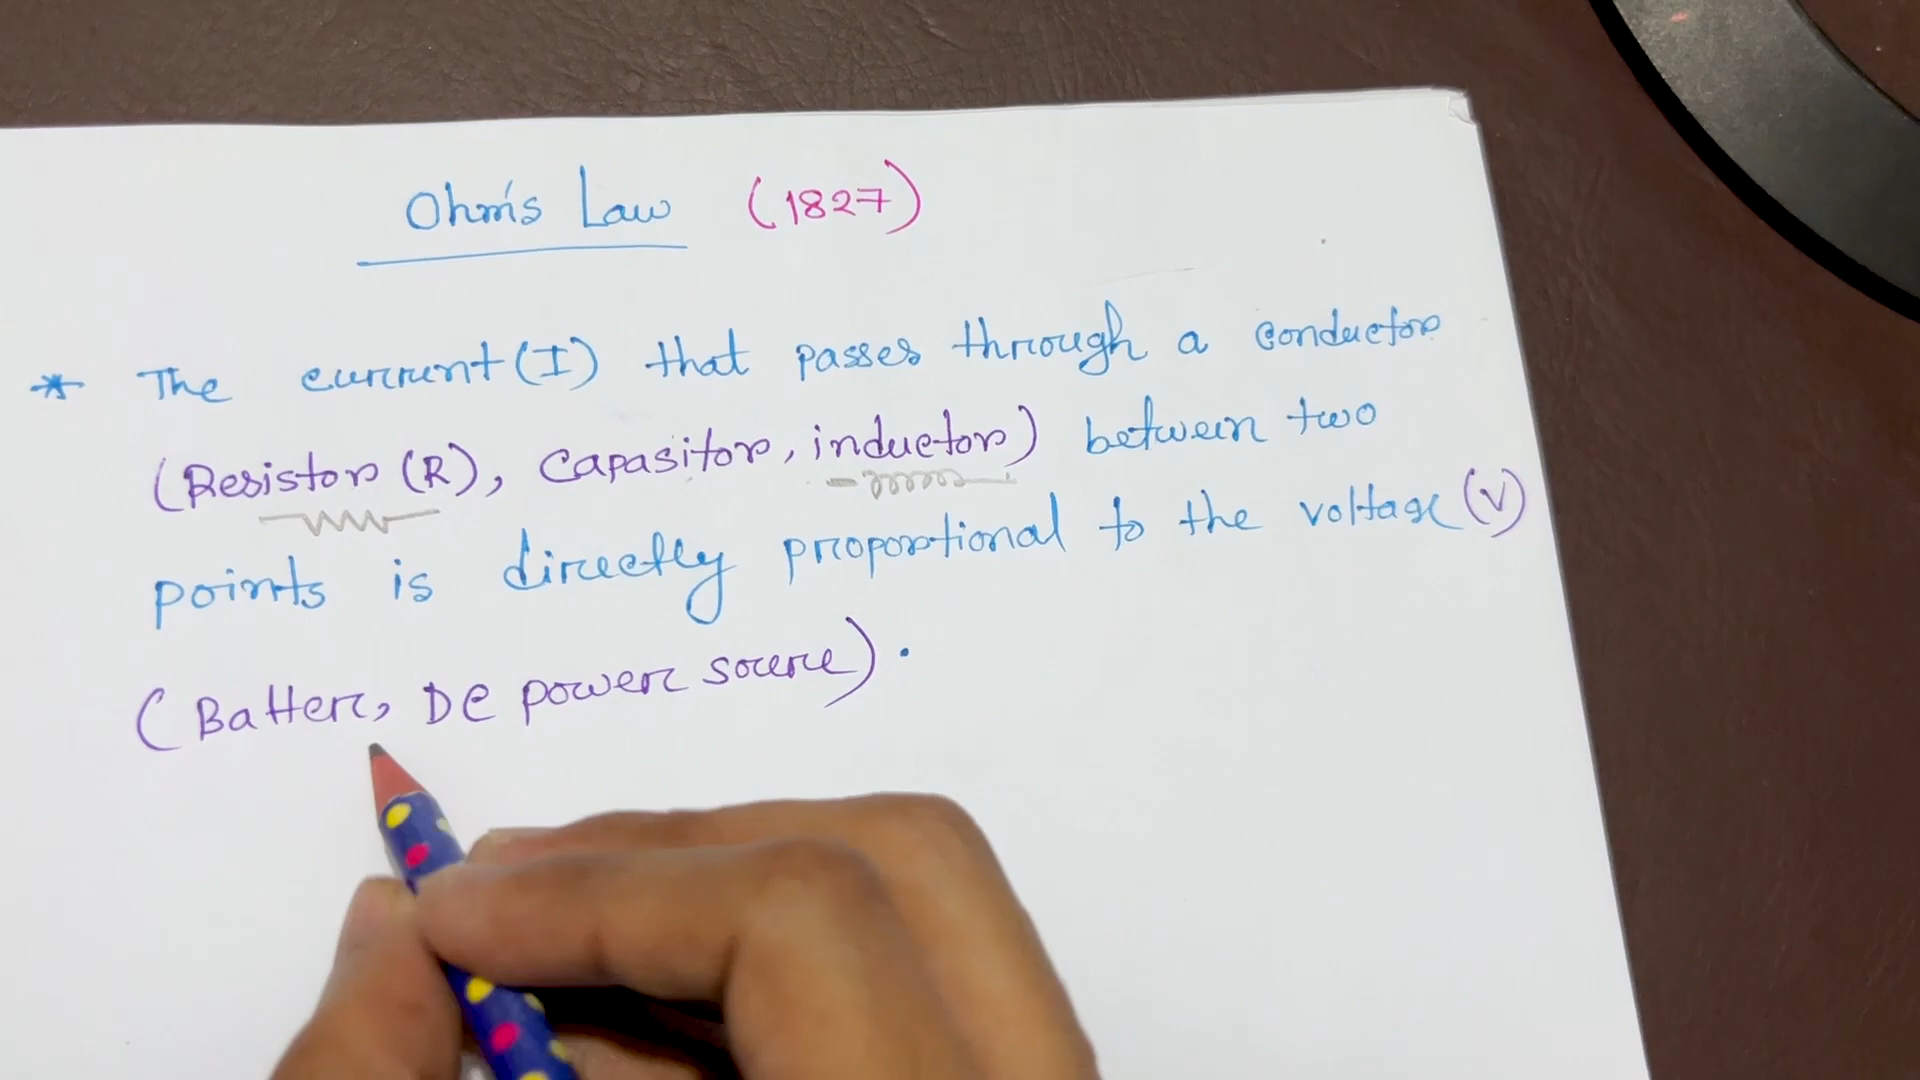 Ohm's Law (1827)
* The current (I) that passes through a conductor
(Resistor (R), Capasitor, inductor) between two
points is directly proportional to the voltage (V)
(Batter, DC power source).